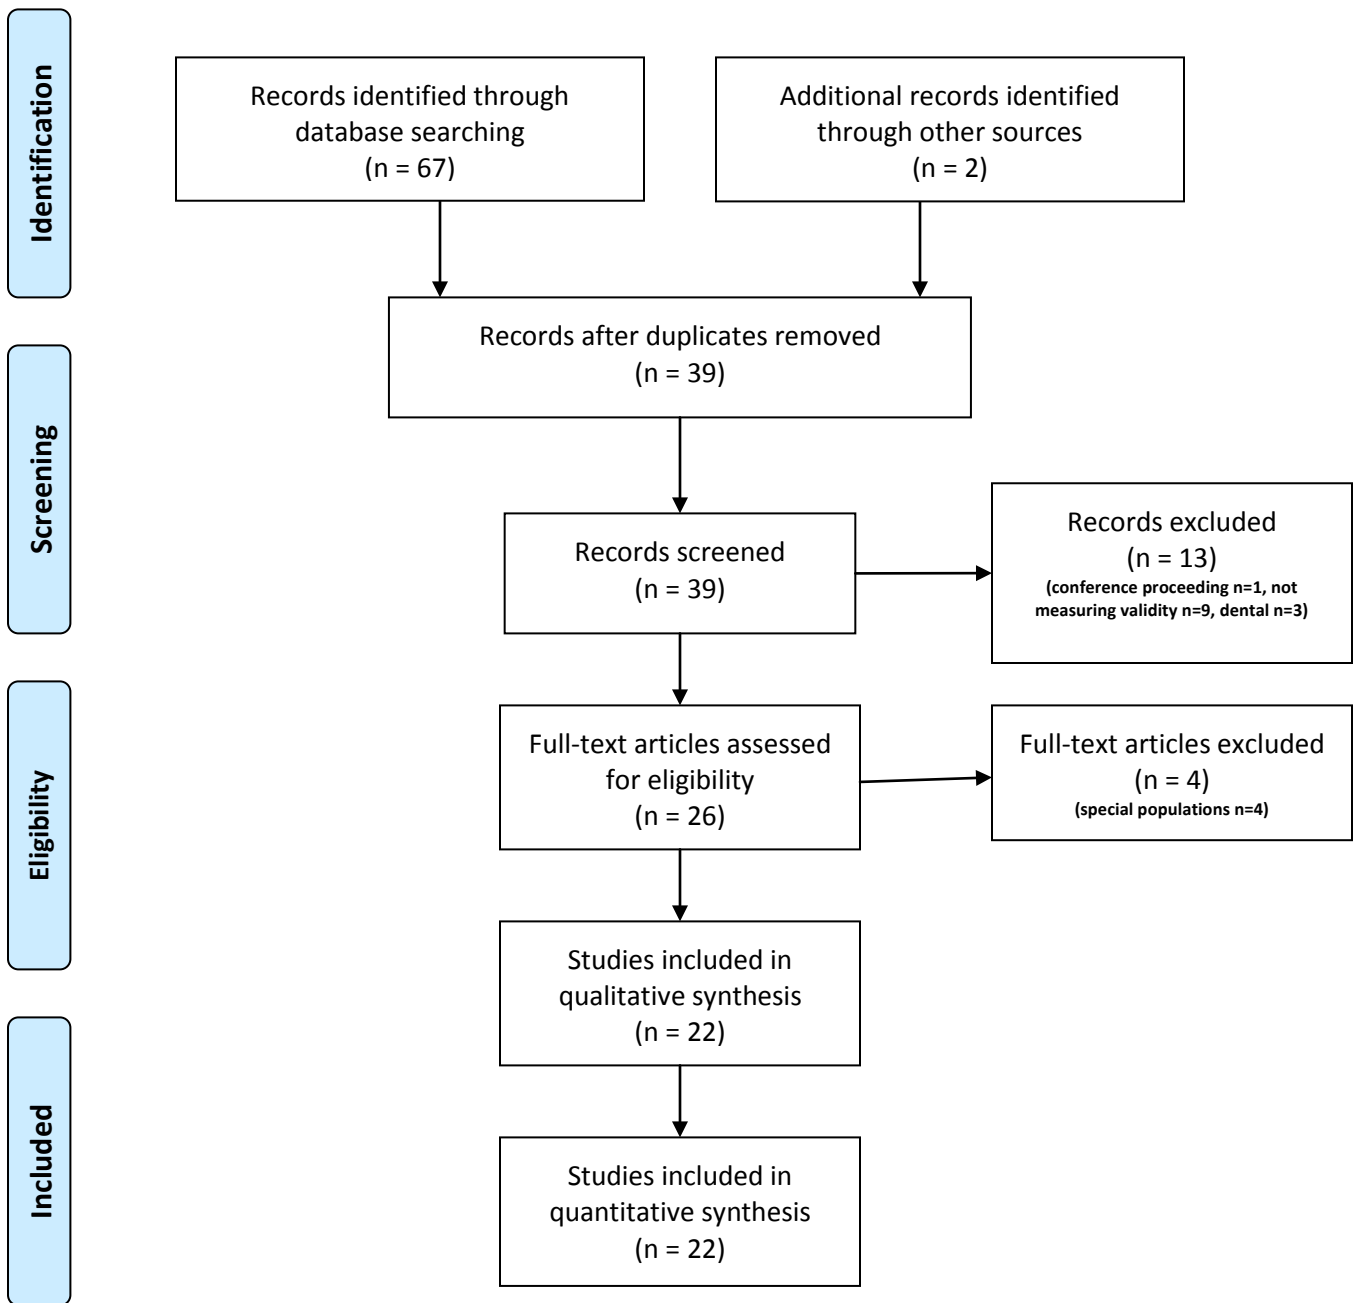 Identification
Records identified through
database searching
(n = 67)
Additional records identified
through other sources
(n = 2)
Records after duplicates removed
(n = 39)
Screening
Records screened
(n = 39)
Records excluded
(n = 13)
(conference proceeding n=1, not
measuring validity n=9, dental n=3)
Eligibility
Full-text articles assessed
for eligibility
(n = 26)
Full-text articles excluded
(n = 4)
(special populations n=4)
Studies included in
qualitative synthesis
(n = 22)
Included
Studies included in
quantitative synthesis
(n = 22)